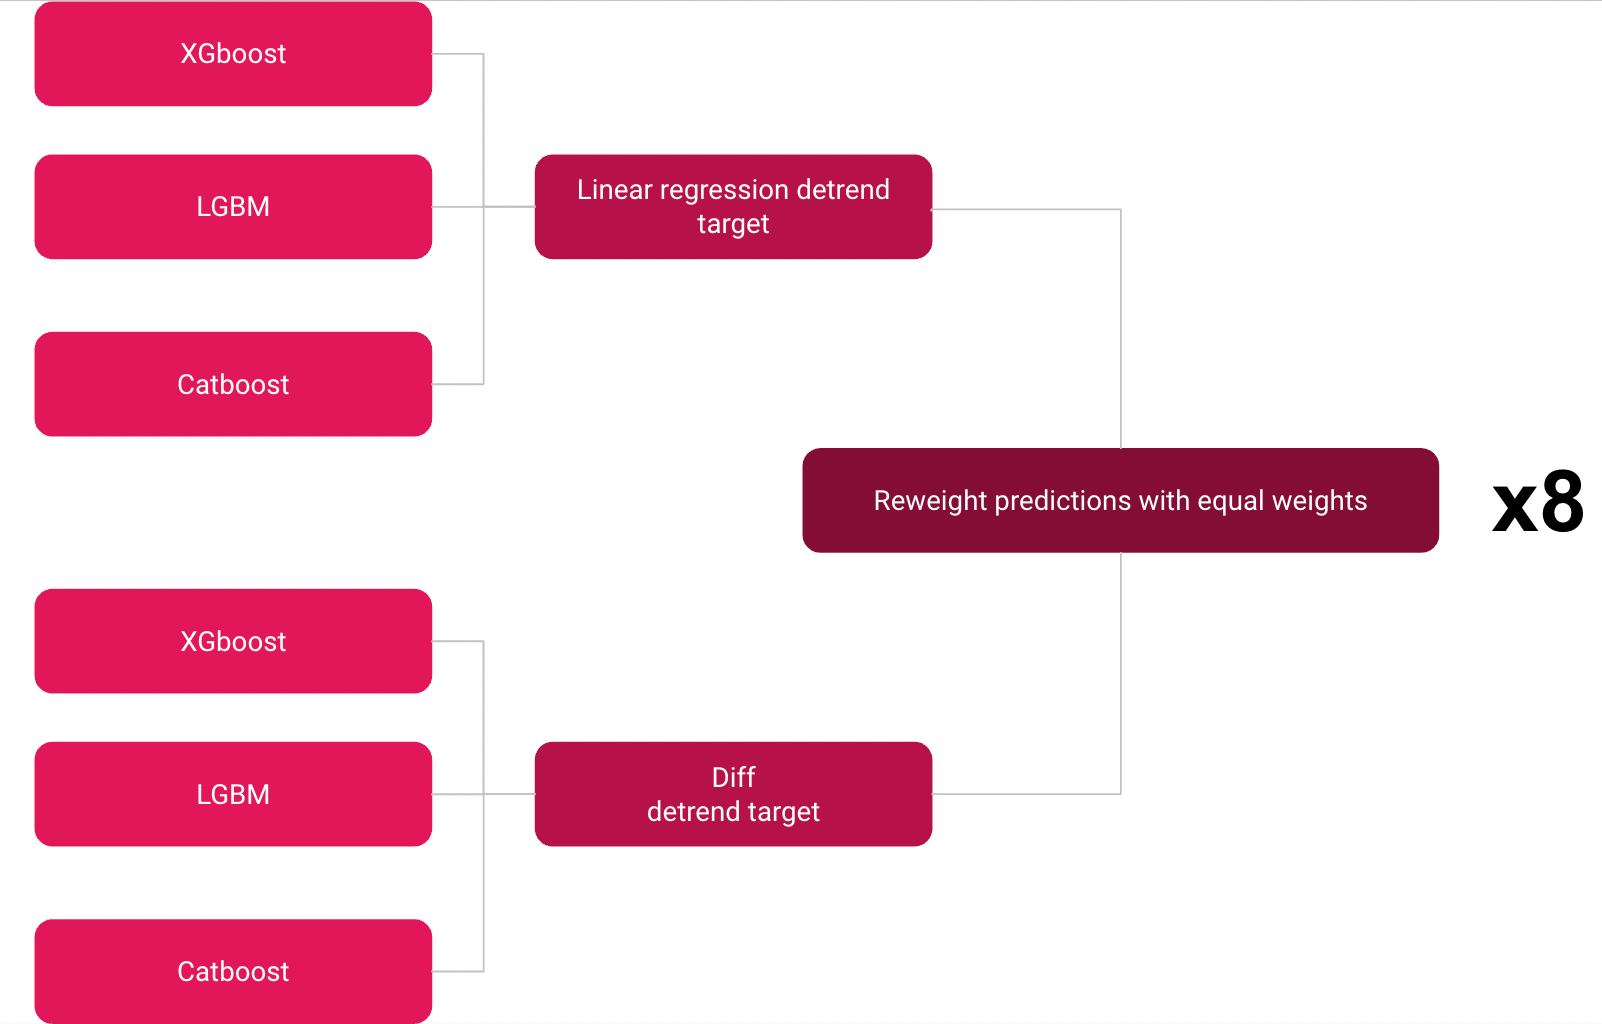 XGboost
LGBM
Linear regression detrend
target
Catboost
Reweight predictions with equal weights
x8
XGboost
LGBM
Diff
detrend target
Catboost